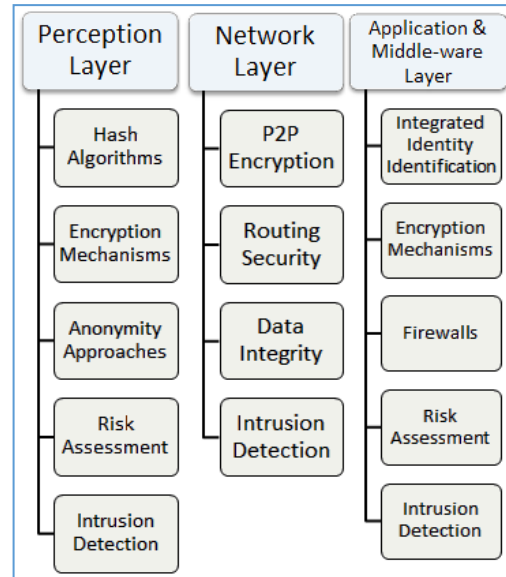 Perception
Layer
Hash
Algorithms
Encryption
Mechanisms
Anonymity
Approaches
Risk
Assessment
Intrusion
Detection
Network
Layer
P2P
Encryption
Routing
Security
Data
Integrity
Intrusion
Detection
Application &
Middle-ware
Layer
Integrated
Identity
Identification
Encryption
Mechanisms
Firewalls
Risk
Assessment
Intrusion
Detection